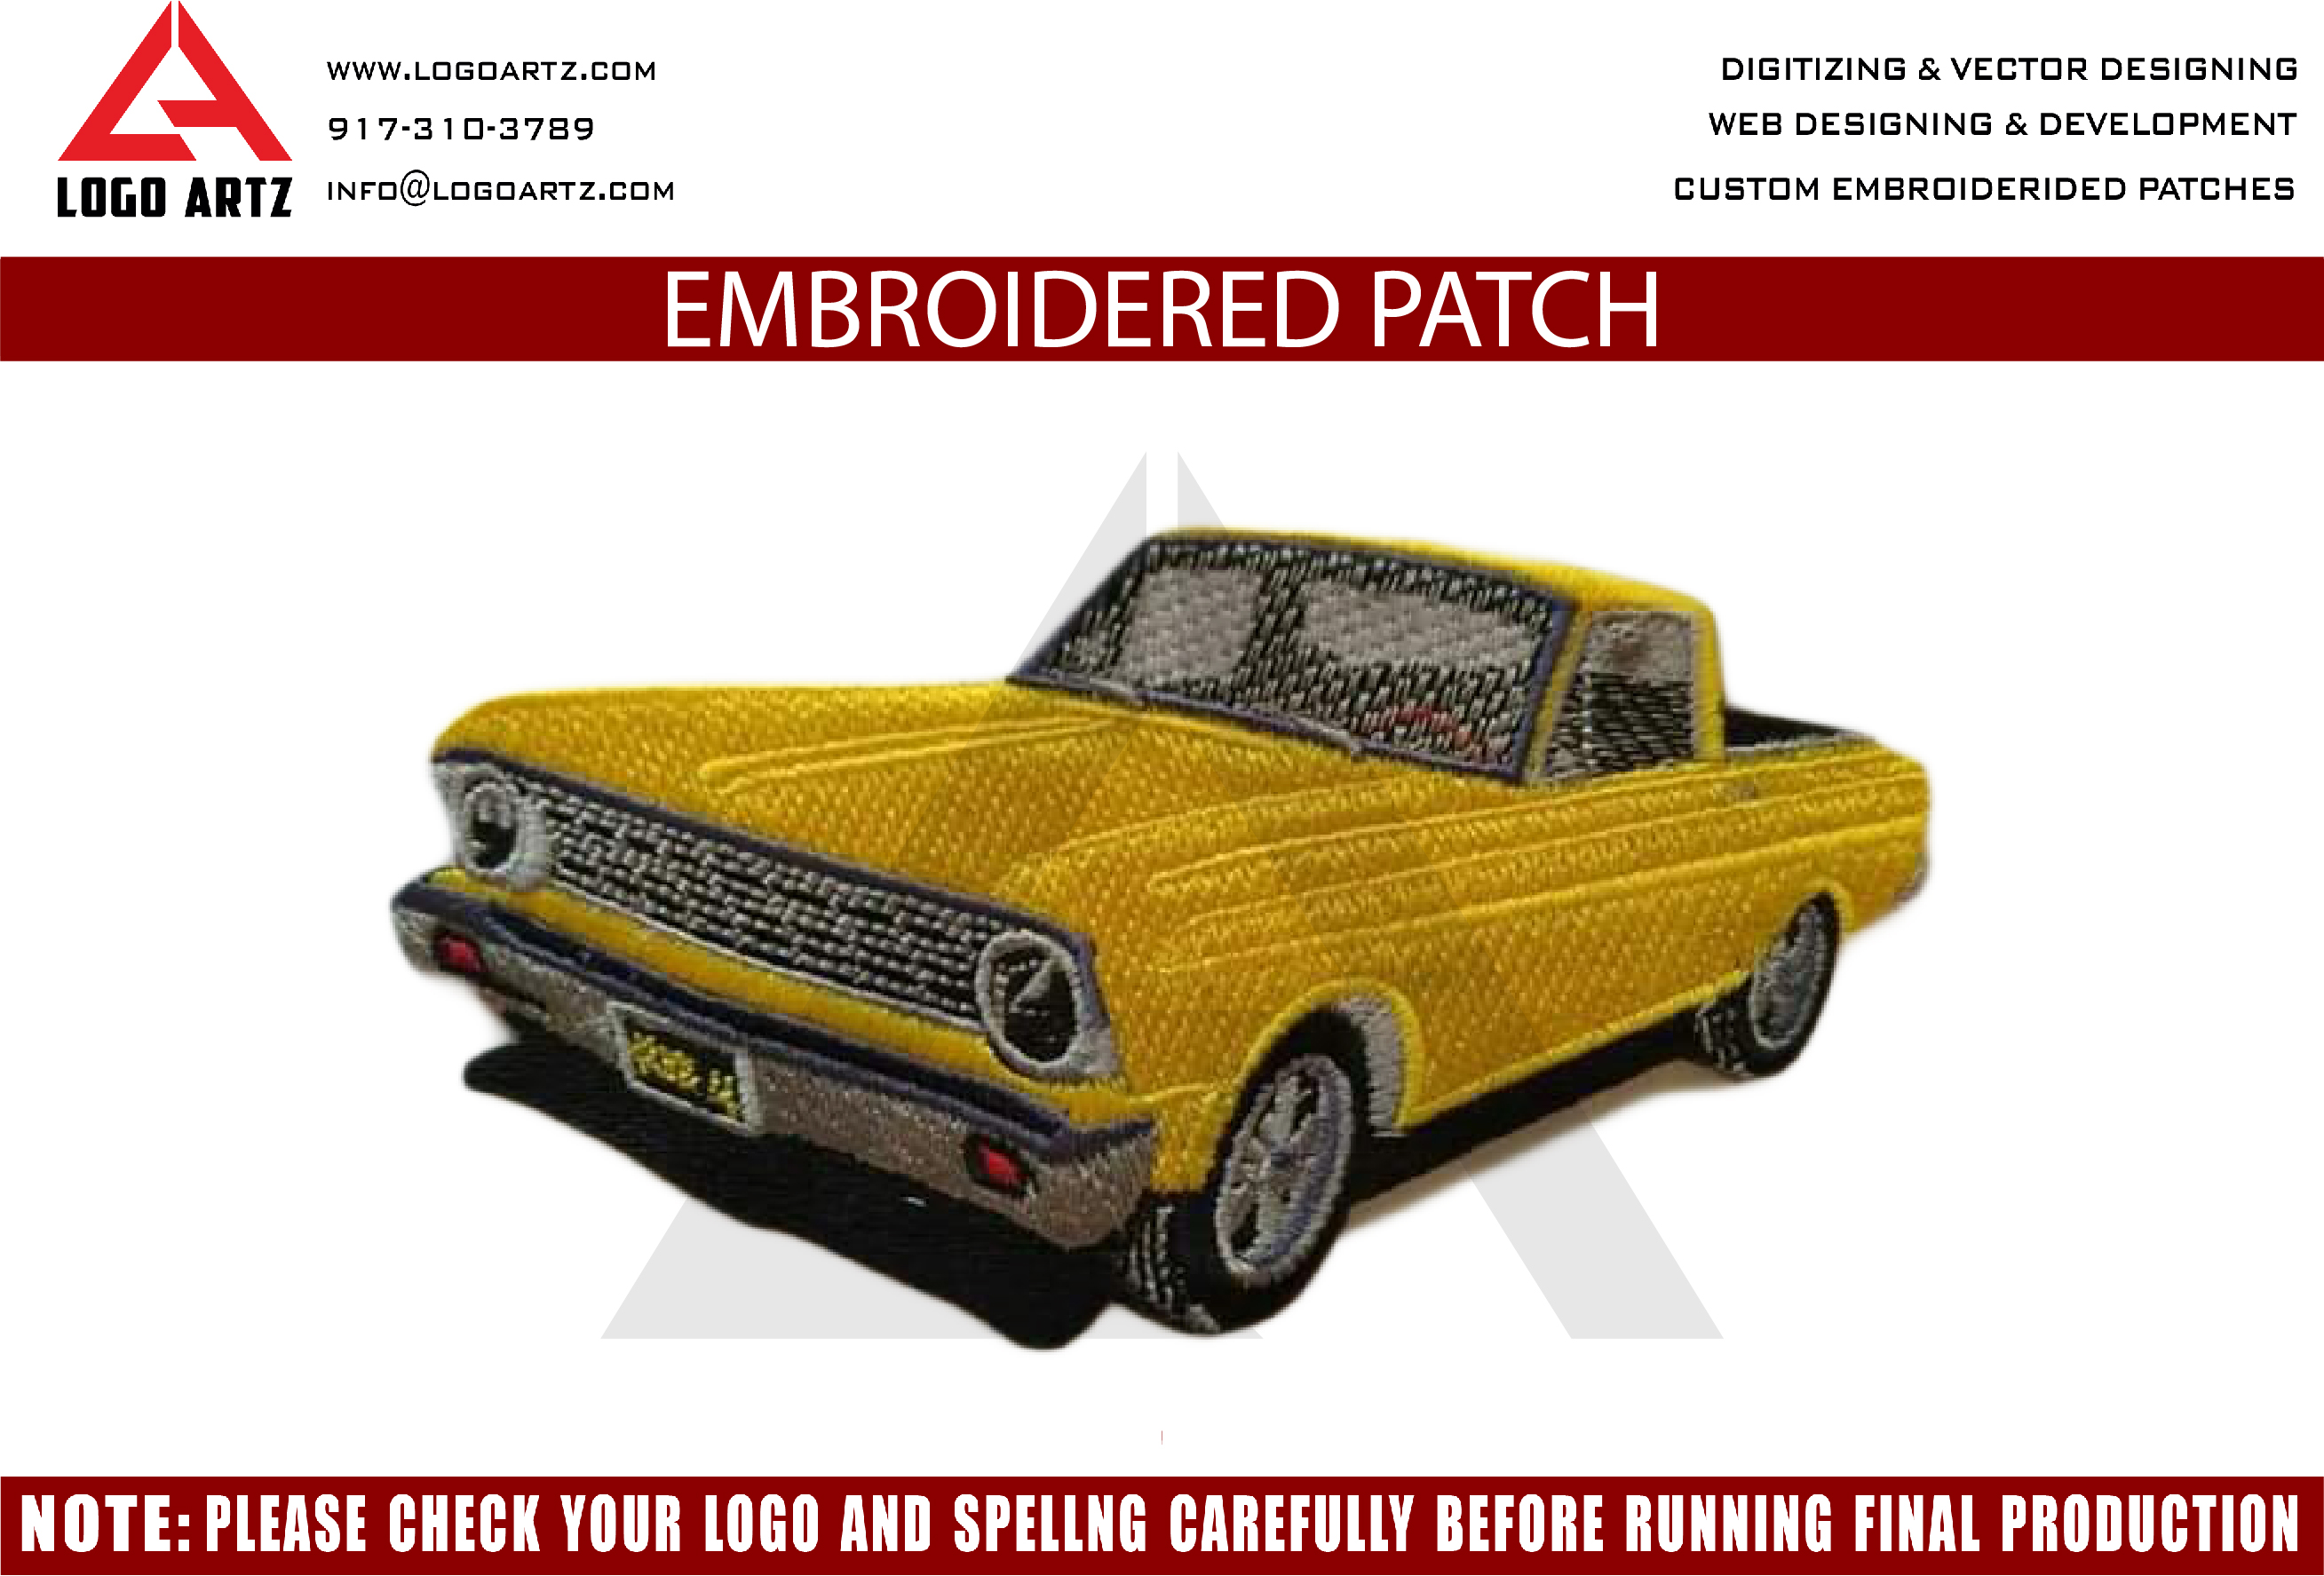 LOGO ARTZ
WWW.LOGOARTZ.COM
917-310-3789
INFO@LOGOARTZ.COM
DIGITIZING & VECTOR DESIGNING
WEB DESIGNING & DEVELOPMENT
CUSTOM EMBROIDERIDED PATCHES
EMBROIDERED PATCH
NOTE: PLEASE CHECK YOUR LOGO AND SPELLNG CAREFULLY BEFORE RUNNING FINAL PRODUCTION